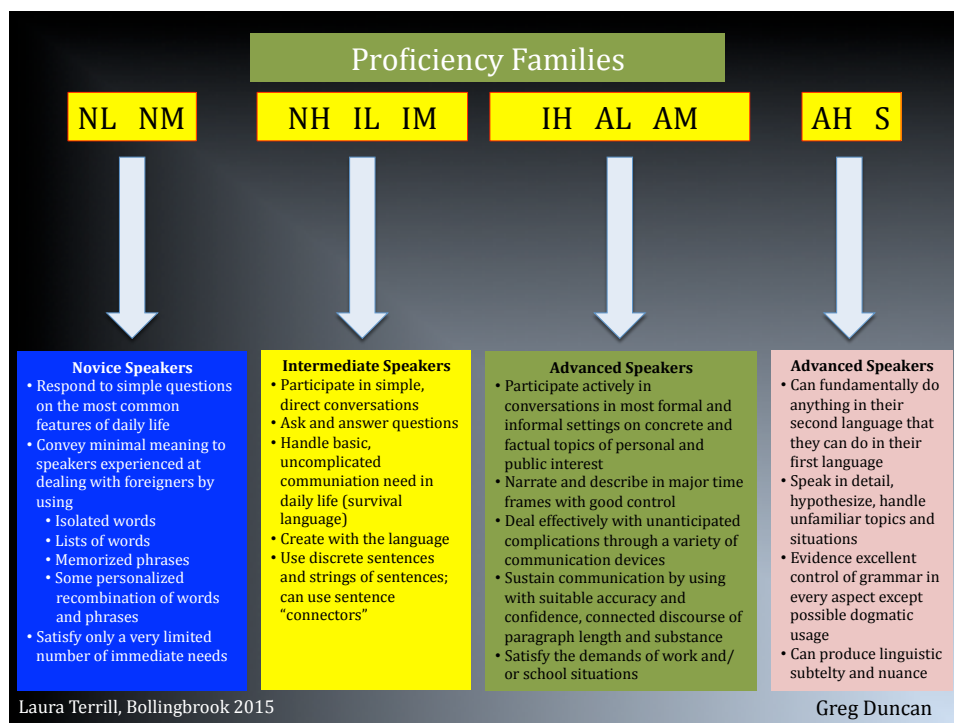 Proficiency Families
NL NM
NH IL IM
IH AL AM
AH S
Novice Speakers
• Respond to simple questions
on the most common
features of daily life
• Convey minimal meaning to
speakers experienced at
dealing with foreigners by
using
• Isolated words
• Lists of words
• Memorized phrases
• Some personalized
recombination of words
and phrases
• Satisfy only a very limited
number of immediate needs
Intermediate Speakers
• Participate in simple,
direct conversations
• Ask and answer questions
• Handle basic,
uncomplicated
communiation need in
daily life (survival
language)
• Create with the language
• Use discrete sentences
and strings of sentences;
can use sentence
“connectors”
Advanced Speakers
• Participate actively in
conversations in most formal and
informal settings on concrete and
factual topics of personal and
public interest
• Narrate and describe in major time
frames with good control
• Deal effectively with unanticipated
complications through a variety of
communication devices
• Sustain communication by using
with suitable accuracy and
confidence, connected discourse of
paragraph length and substance
• Satisfy the demands of work and/
or school situations
Advanced Speakers
• Can fundamentally do
anything in their
second language that
they can do in their
first language
• Speak in detail,
hypothesize, handle
unfamiliar topics and
situations
• Evidence excellent
control of grammar in
every aspect except
possible dogmatic
usage
• Can produce linguistic
subtelty and nuance
Laura Terrill, Bollingbrook 2015
Greg Duncan